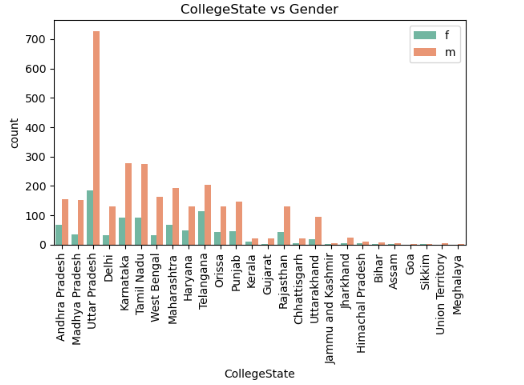 CollegeState vs Gender
f
m
700
600
500
400
300
200
100
0
count
Andhra Pradesh
Madhya Pradesh
Uttar Pradesh
Delhi
Karnataka
Tamil Nadu
West Bengal
Maharashtra
Haryana
Telangana
Orissa
Punjab
Kerala
Gujarat
Rajasthan
Chhattisgarh
Uttarakhand
Jammu and Kashmir
Jharkhand
Himachal Pradesh
Bihar
Assam
Goa
Sikkim
Union Territory
Meghalaya
CollegeState